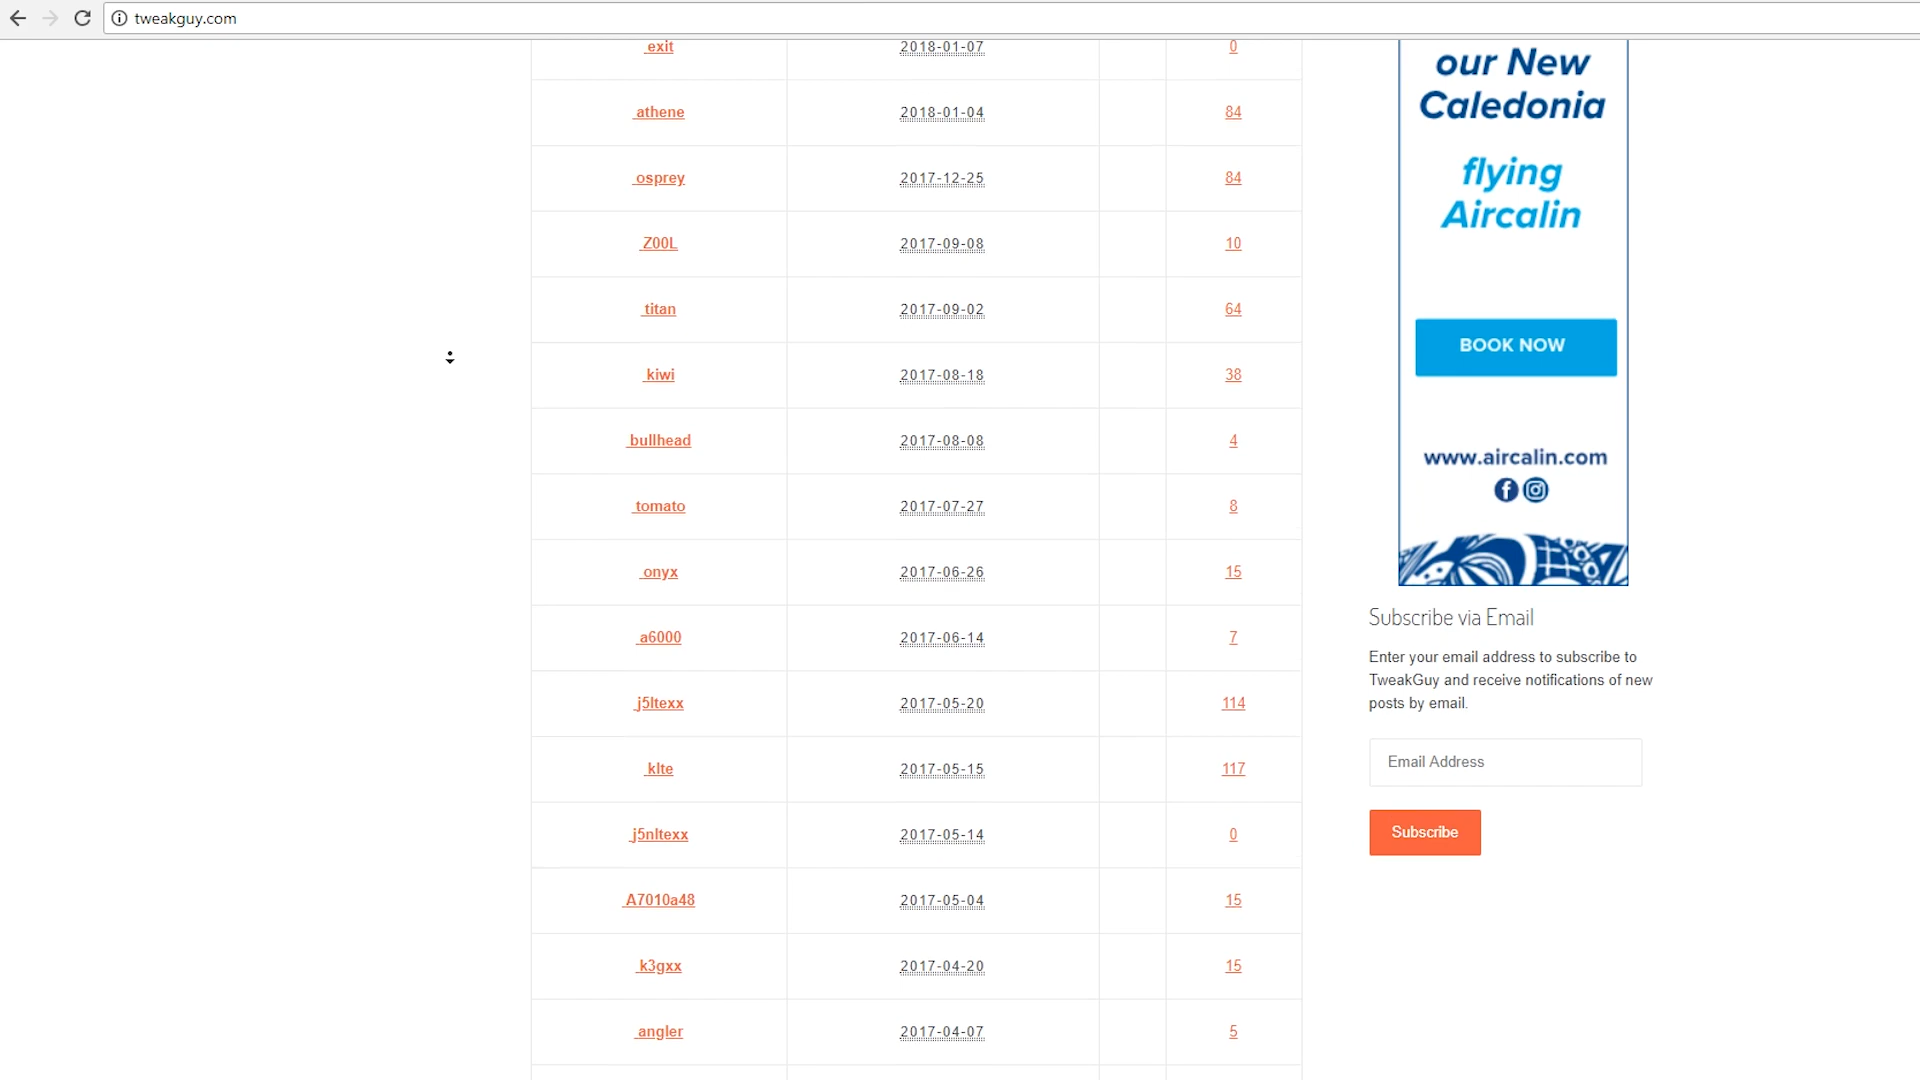 tweakguy.com
exit 2018-01-07 0
athene 2018-01-04 84
osprey 2017-12-25 84
Z00L 2017-09-08 10
titan 2017-09-02 64
kiwi 2017-08-18 38
bullhead 2017-08-08 4
tomato 2017-07-27 8
onyx 2017-06-26 15
a6000 2017-06-14 7
j5ltexx 2017-05-20 114
klte 2017-05-15 117
j5nltexx 2017-05-14 0
A7010a48 2017-05-04 15
k3gxx 2017-04-20 15
angler 2017-04-07 5
our New
Caledonia
flying
Aircalin
BOOK NOW
www.aircalin.com
Subscribe via Email
Enter your email address to subscribe to
TweakGuy and receive notifications of new
posts by email.
Email Address
Subscribe